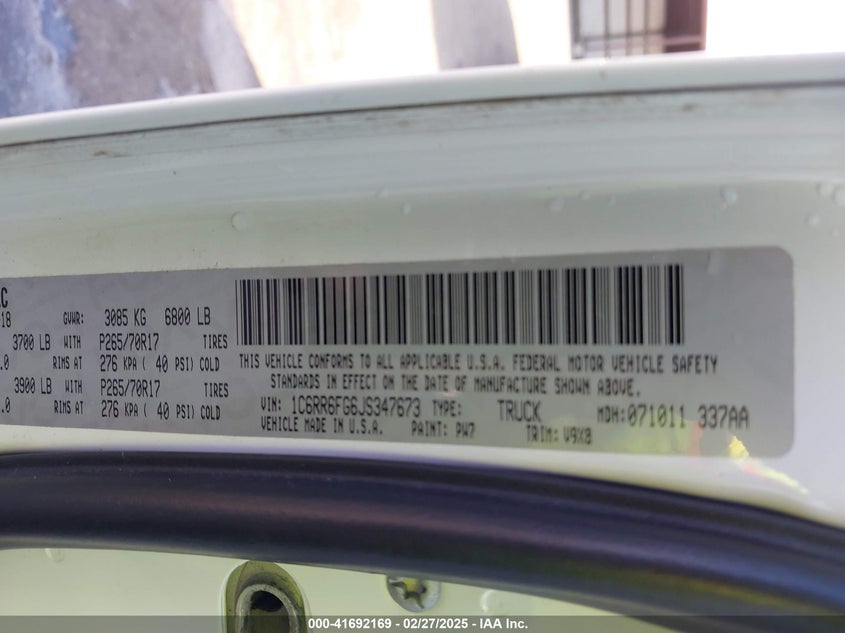 LC
-18 GVWR: 3085 KG 6800 LB
3700 LB WITH P265/70R17 TIRES
.0 RIMS AT 276 KPA ( 40 PSI) COLD
3900 LB WITH P265/70R17 TIRES
.0 RIMS AT 276 KPA ( 40 PSI) COLD
THIS VEHICLE CONFORMS TO ALL APPLICABLE U.S.A. FEDERAL MOTOR VEHICLE SAFETY
STANDARDS IN EFFECT ON THE DATE OF MANUFACTURE SHOWN ABOVE.
VIN: 1C6RR6FG6JS347673 TYPE: TRUCK MDH:071011 337AA
VEHICLE MADE IN U.S.A. PAINT: PW7 TRIM: V9X8
000-41692169 - 02/27/2025 - IAA Inc.